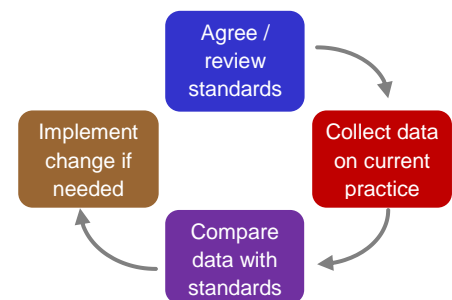 Agree /
review
standards
Collect data
on current
practice
Compare
data with
standards
Implement
change if
needed